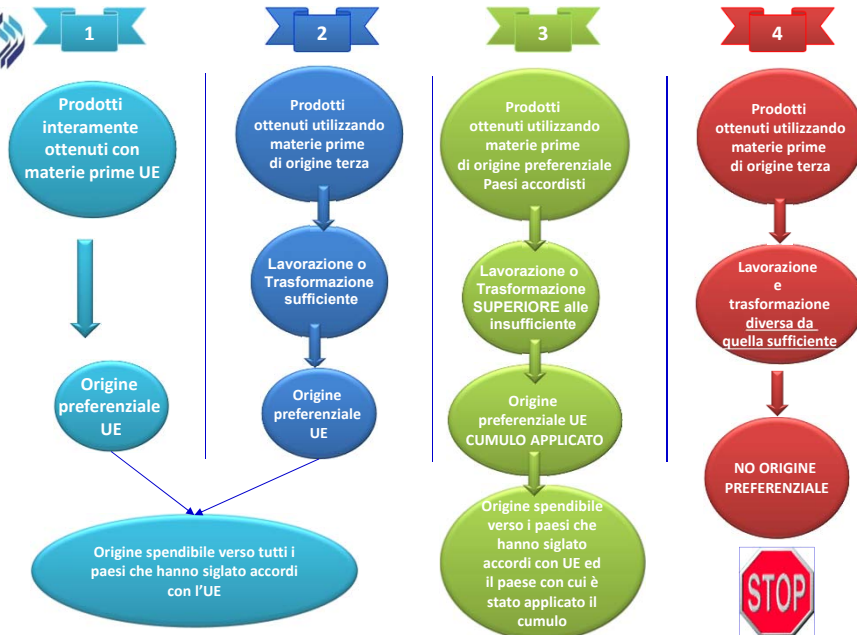 1
Prodotti
interamente
ottenuti con
materie prime UE
Origine
preferenziale
UE
2
Prodotti
ottenuti utilizzando
materie prime
di origine terza
Lavorazione o
Trasformazione
sufficiente
Origine
preferenziale
UE
Origine spendibile verso tutti i
paesi che hanno siglato accordi
con l’UE
3
Prodotti
ottenuti utilizzando
materie prime
di origine preferenziale
Paesi accordisti
Lavorazione o
Trasformazione
SUPERIORE alle
insufficiente
Origine
preferenziale UE
CUMULO APPLICATO
Origine spendibile
verso i paesi che
hanno siglato
accordi con UE ed
il paese con cui è
stato applicato il
cumulo
4
Prodotti
ottenuti utilizzando
materie prime
di origine terza
Lavorazione
e
trasformazione
diversa da
quella sufficiente
NO ORIGINE
PREFERENZIALE
STOP